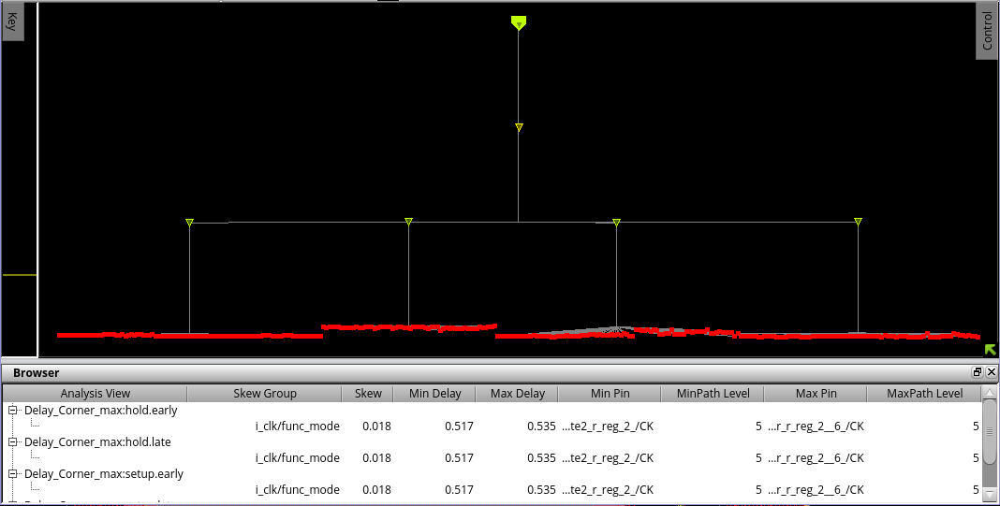 Key
Control
Browser
Analysis View Skew Group Skew Min Delay Max Delay Min Pin MinPath Level Max Pin MaxPath Level
Delay_Corner_max:hold.early
i_clk/func_mode 0.018 0.517 0.535 ...te2_r_reg_2_/CK 5 ...r_r_reg_2__6_/CK 5
Delay_Corner_max:hold.late
i_clk/func_mode 0.018 0.517 0.535 ...te2_r_reg_2_/CK 5 ...r_r_reg_2__6_/CK 5
Delay_Corner_max:setup.early
i_clk/func_mode 0.018 0.517 0.535 ...te2_r_reg_2_/CK 5 ...r_r_reg_2__6_/CK 5